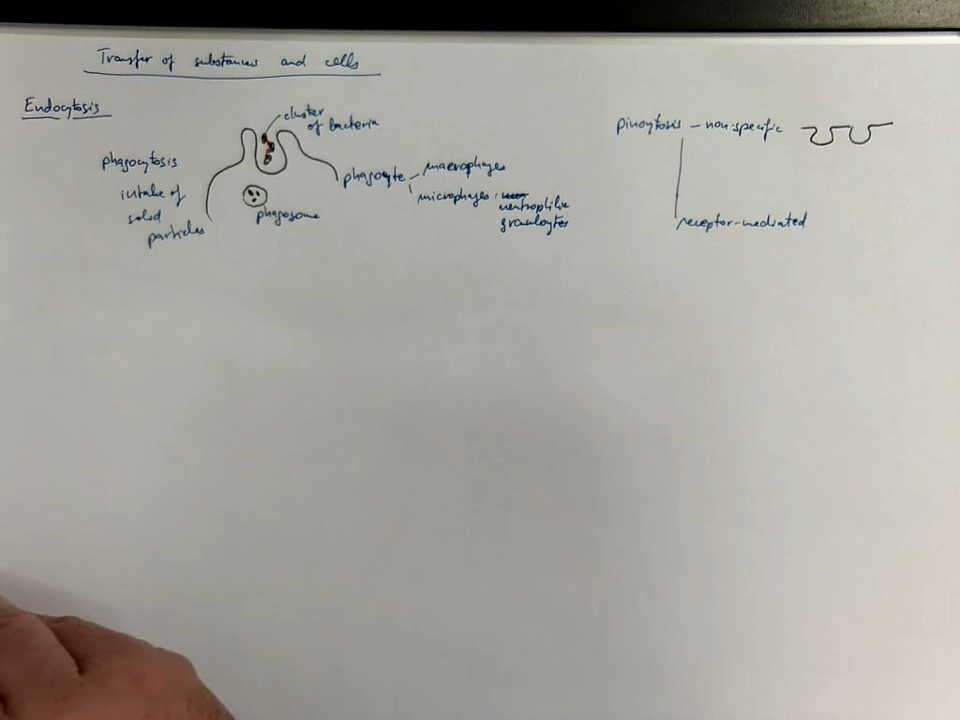 Transfer of substances and cells
Endocytosis
cluster
of bacteria
phagocytosis
intake of
solid
particles
phagosome
phagocyte
macrophages
microphages:
neutrophilic
granulocytes
pinocytosis – non-specific
receptor-mediated